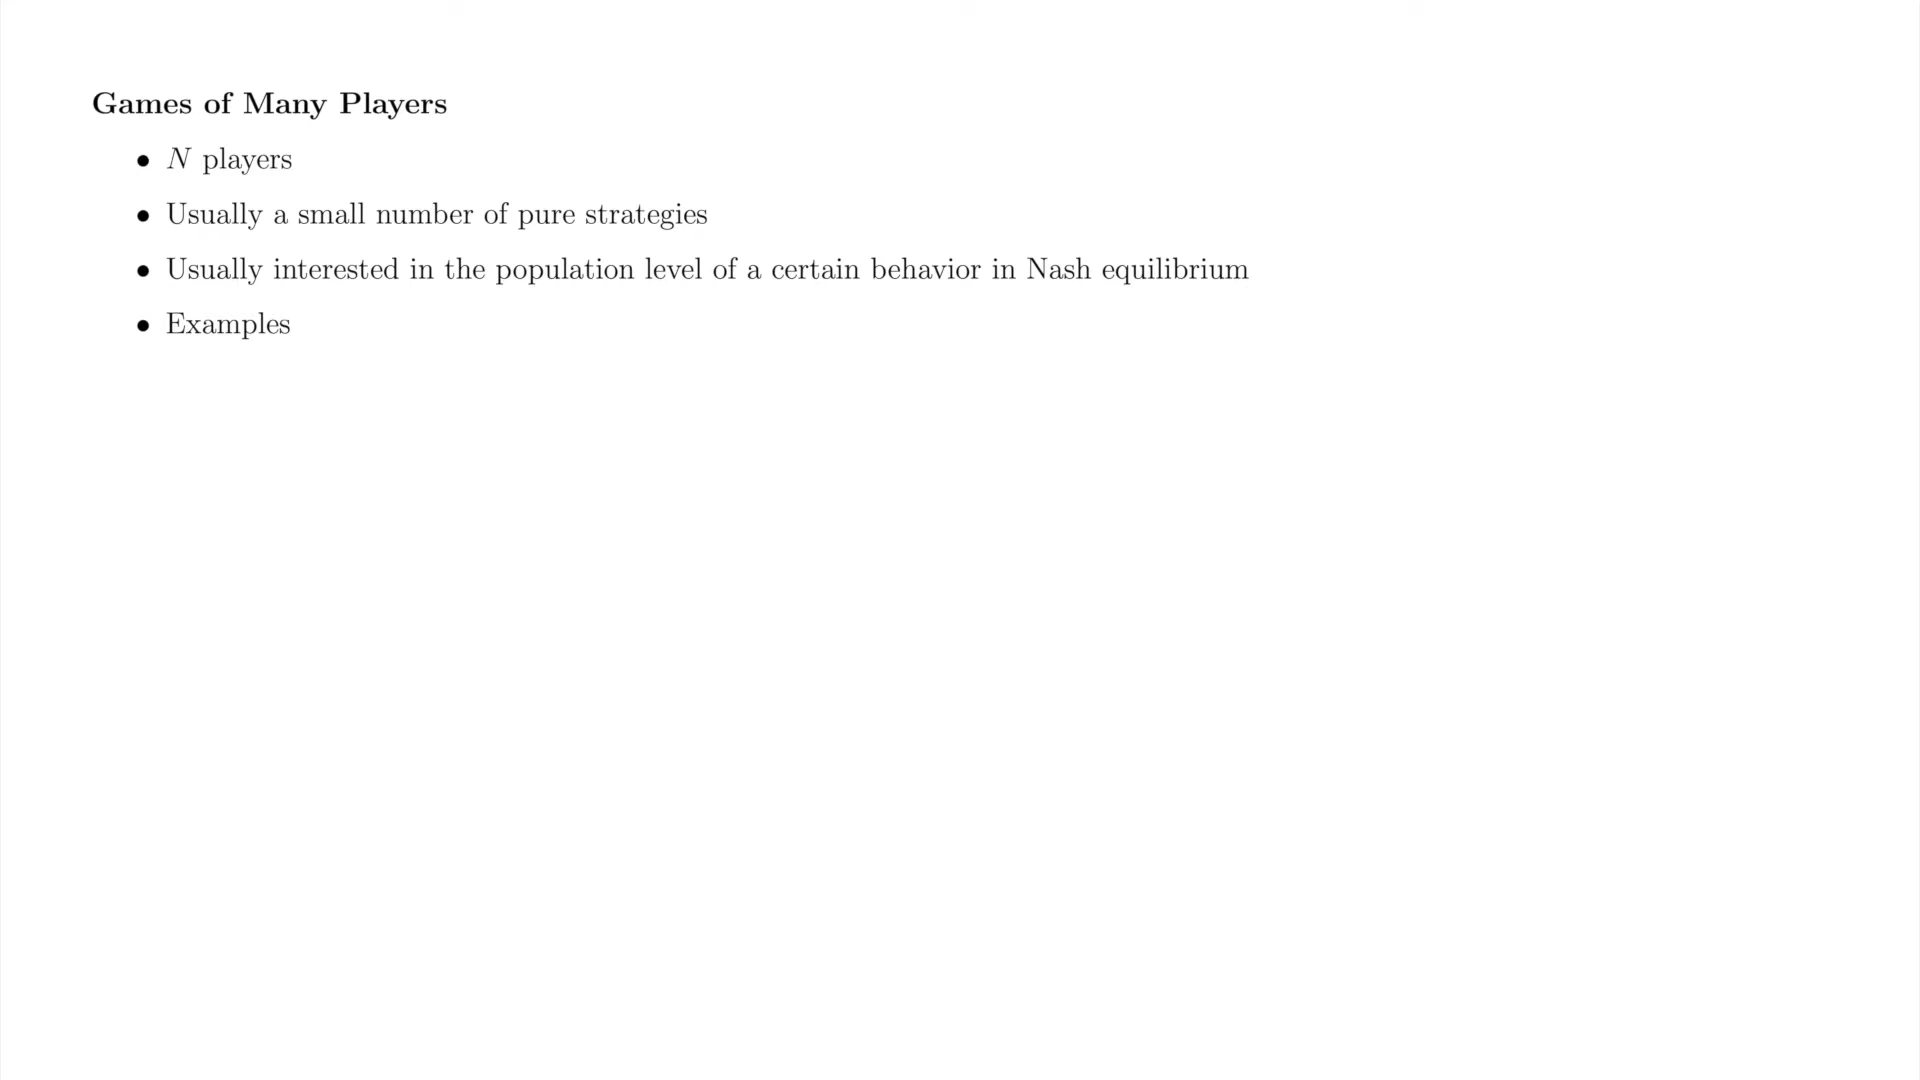 Games of Many Players
• N players
• Usually a small number of pure strategies
• Usually interested in the population level of a certain behavior in Nash equilibrium
• Examples